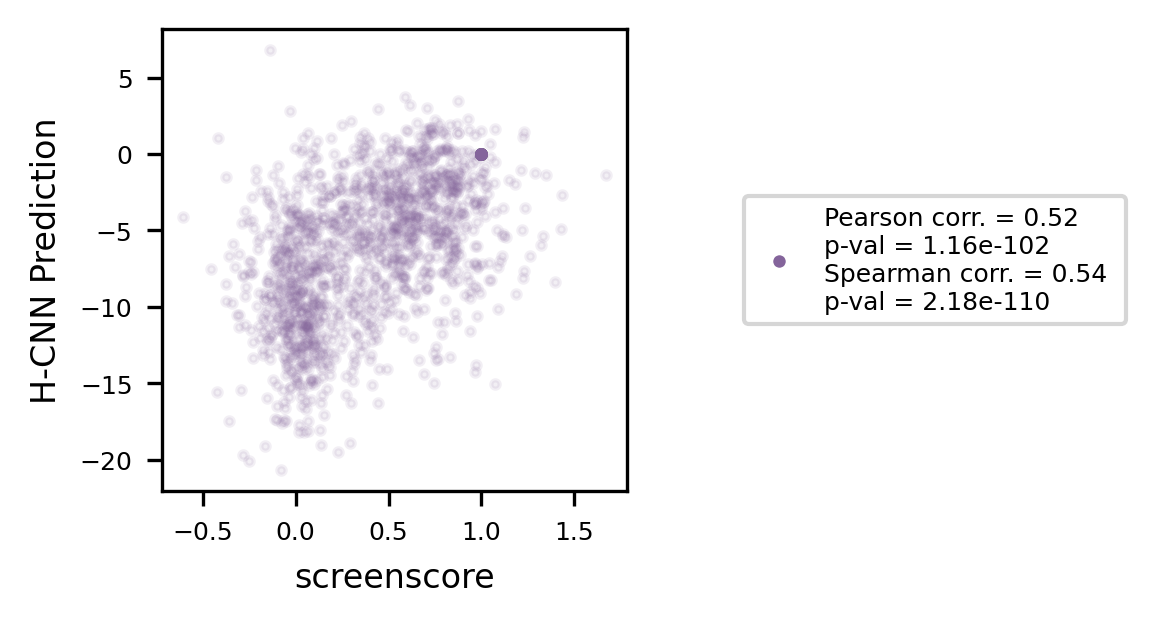 H-CNN Prediction
5
0
−5
−10
−15
−20
−0.5
0.0
0.5
1.0
1.5
screenscore
Pearson corr. = 0.52
p-val = 1.16e-102
Spearman corr. = 0.54
p-val = 2.18e-110